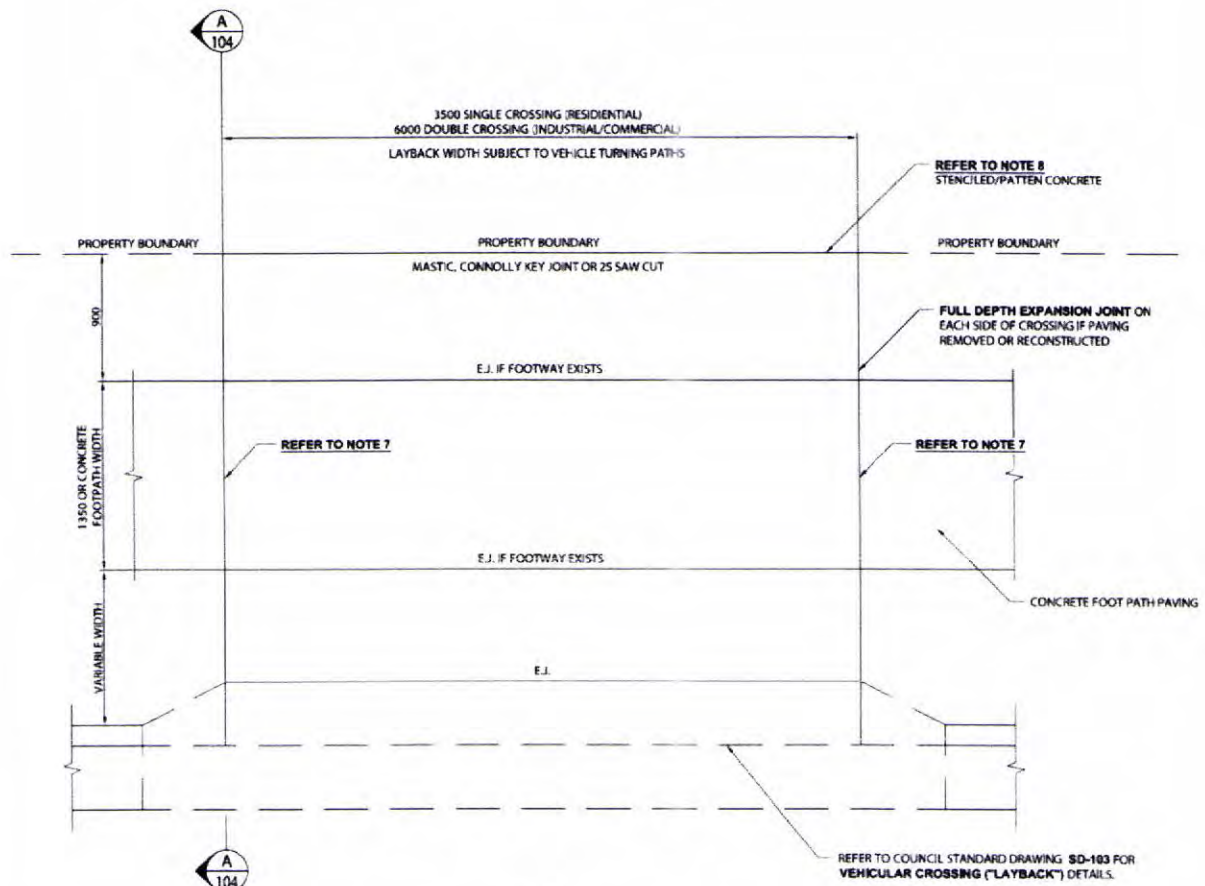 A
104
3500 SINGLE CROSSING (RESIDENTIAL)
6000 DOUBLE CROSSING (INDUSTRIAL/COMMERCIAL)
LAYBACK WIDTH SUBJECT TO VEHICLE TURNING PATHS
REFER TO NOTE 8
STENCILED/PATTEN CONCRETE
PROPERTY BOUNDARY
PROPERTY BOUNDARY
PROPERTY BOUNDARY
MASTIC, CONNOLLY KEY JOINT OR 25 SAW CUT
900
FULL DEPTH EXPANSION JOINT ON
EACH SIDE OF CROSSING IF PAVING
REMOVED OR RECONSTRUCTED
E.J. IF FOOTWAY EXISTS
1350 OR CONCRETE
FOOTPATH WIDTH
REFER TO NOTE 7
REFER TO NOTE 7
E.J. IF FOOTWAY EXISTS
CONCRETE FOOT PATH PAVING
VARIABLE WIDTH
E.J.
A
104
REFER TO COUNCIL STANDARD DRAWING SD-103 FOR
VEHICULAR CROSSING ("LAYBACK") DETAILS.